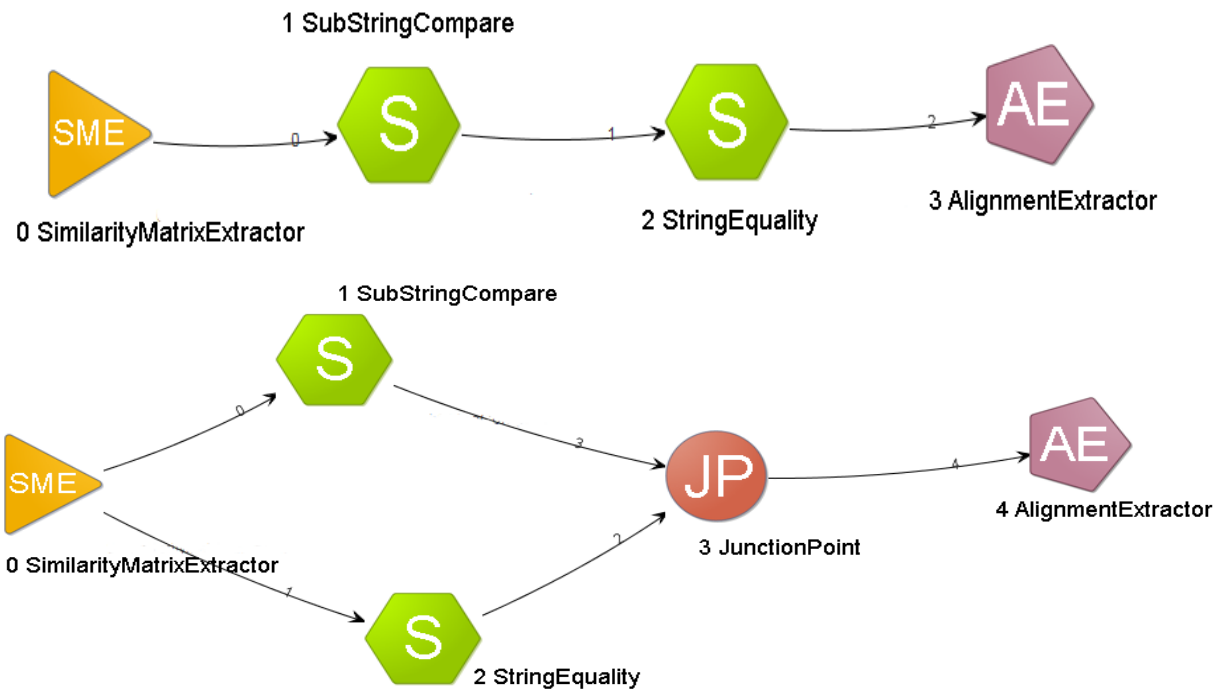 1 SubStringCompare
SME
S
S
AE
0
1
2
0 SimilarityMatrixExtractor
2 StringEquality
3 AlignmentExtractor
1 SubStringCompare
S
0
3
SME
JP
4
AE
0 SimilarityMatrixExtractor
3 JunctionPoint
4 AlignmentExtractor
1
2
S
2 StringEquality